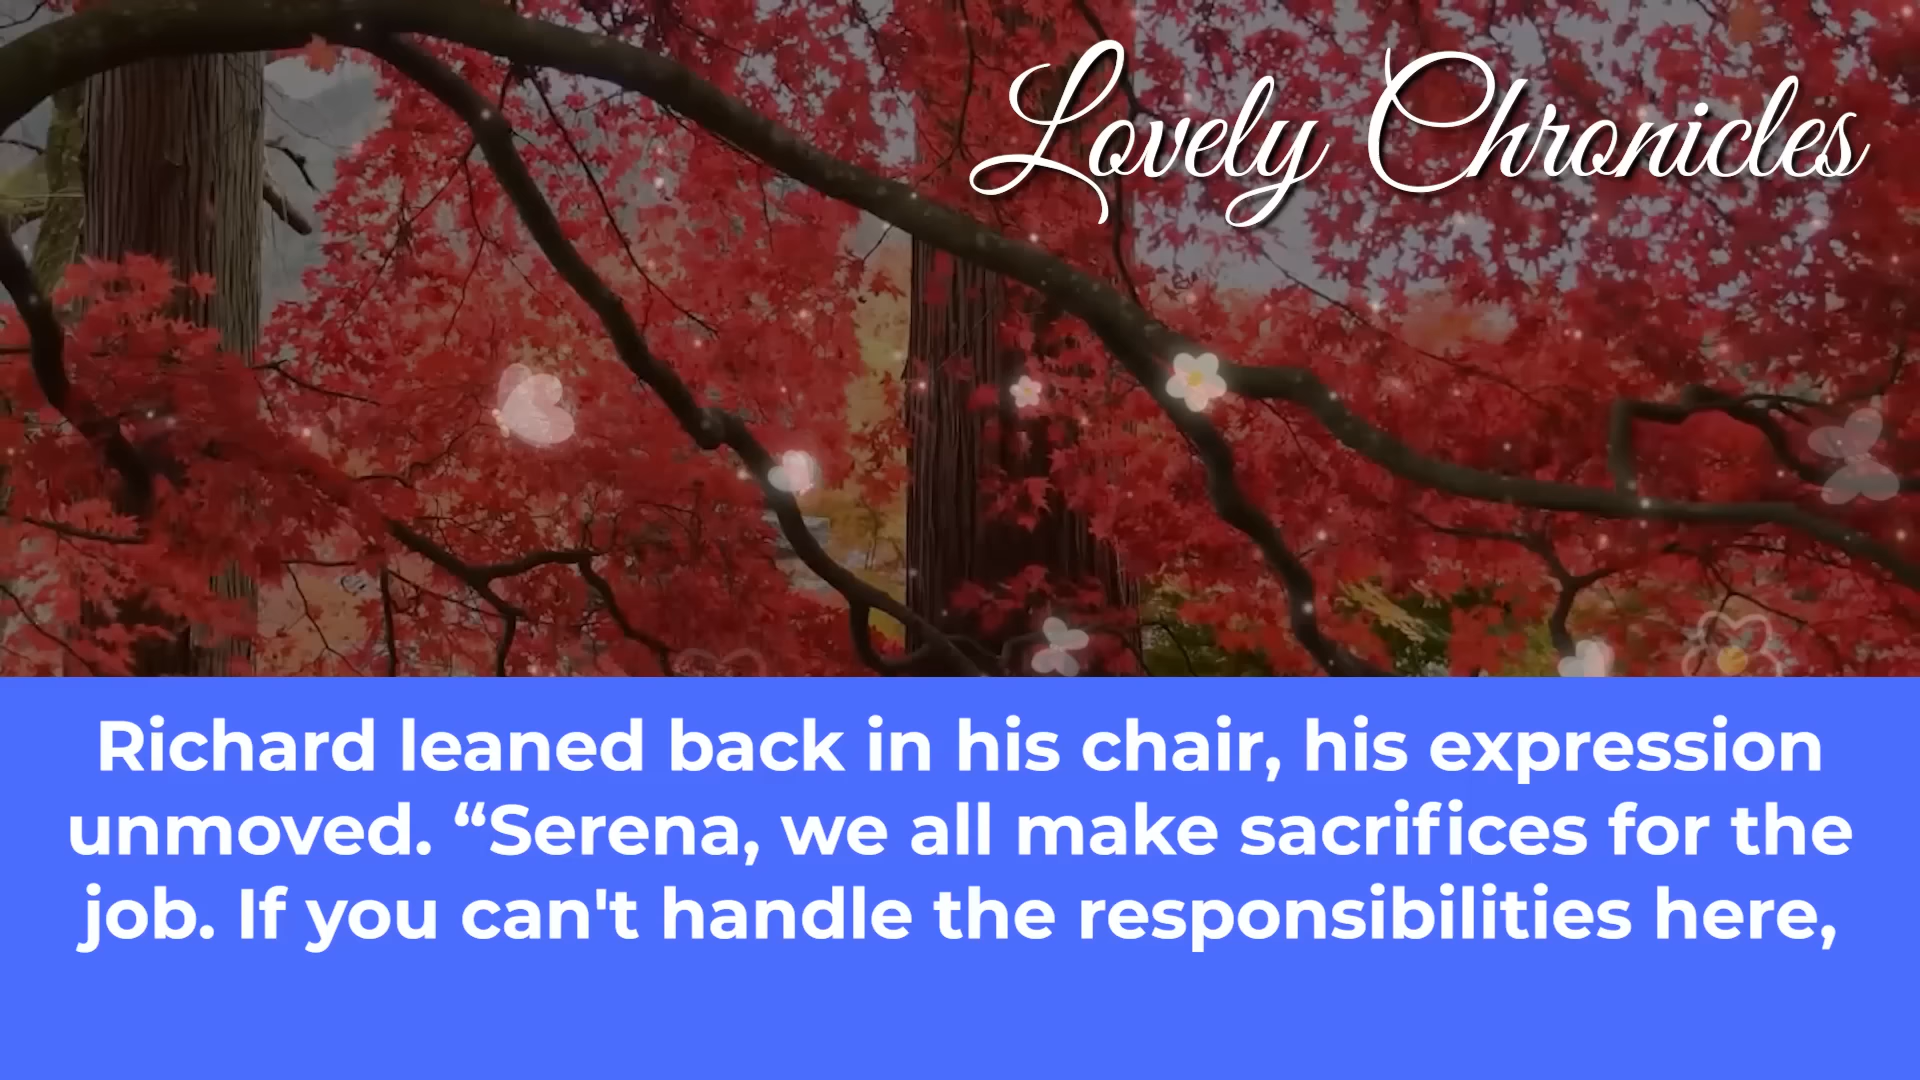 Lovely Chronicles
Richard leaned back in his chair, his expression
unmoved. “Serena, we all make sacrifices for the
job. If you can't handle the responsibilities here,